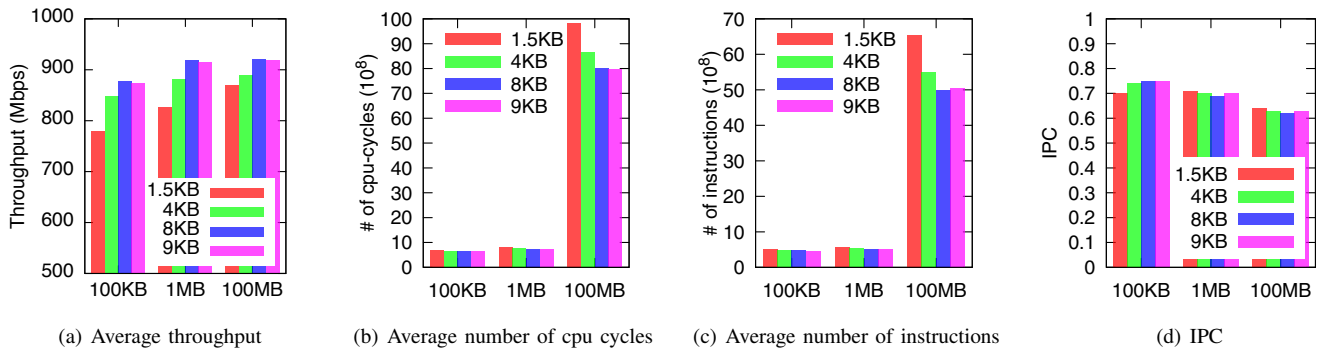 1000
900
800
700
600
500
Throughput (Mbps)
1.5KB
4KB
8KB
9KB
100KB 1MB 100MB
(a) Average throughput
100
90
80
70
60
50
40
30
20
10
0
# of cpu-cycles (10^8)
1.5KB
4KB
8KB
9KB
100KB 1MB 100MB
(b) Average number of cpu cycles
70
60
50
40
30
20
10
0
# of instructions (10^8)
1.5KB
4KB
8KB
9KB
100KB 1MB 100MB
(c) Average number of instructions
1
0.9
0.8
0.7
0.6
0.5
0.4
0.3
0.2
0.1
0
IPC
1.5KB
4KB
8KB
9KB
100KB 1MB 100MB
(d) IPC